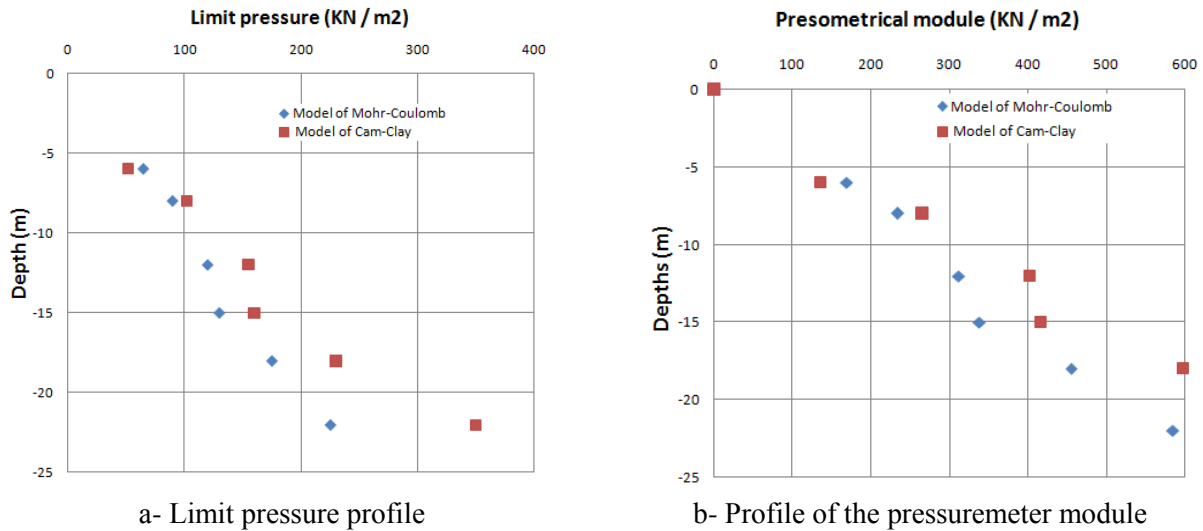 Limit pressure (KN / m2)
0 100 200 300 400
0
-5
-10
-15
-20
-25
Depth (m)
Model of Mohr-Coulomb
Model of Cam-Clay
a- Limit pressure profile
Presometrical module (KN / m2)
0 100 200 300 400 500 600
0
-5
-10
-15
-20
-25
Depths (m)
Model of Mohr-Coulomb
Model of Cam-Clay
b- Profile of the pressuremeter module